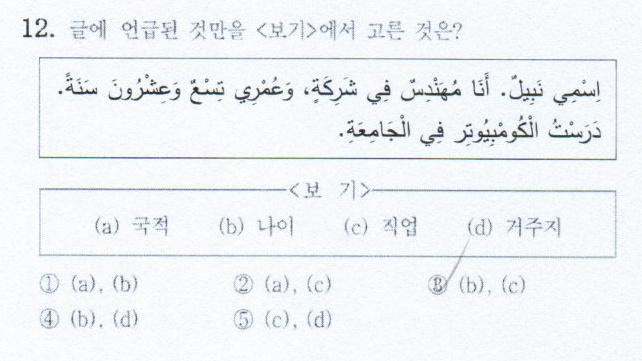 12. 글에 언급된 것만을 <보기>에서 고른 것은?
اِسْمِي نَبِيلٌ. أَنَا مُهَنْدِسٌ فِي شَرِكَةٍ، وَعُمْرِي تِسْعٌ وَعِشْرُونَ سَنَةً.
دَرَسْتُ الْكُومْبِيُوتِر فِي الْجَامِعَةِ.
<보 기>
(a) 국적 (b) 나이 (c) 직업 (d) 거주지
① (a), (b) ② (a), (c) ③ (b), (c)
④ (b), (d) ⑤ (c), (d)